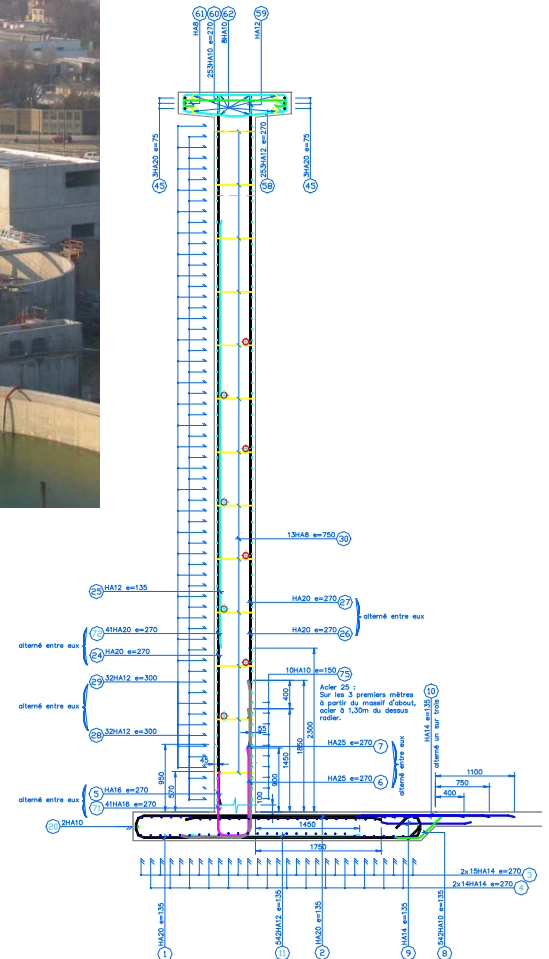 61 60 62 59
HA8
253HA10 e=270
8HA10
HA12
3HA20 e=75
45
253HA12 e=270
58
3HA20 e=75
45
13HA8 e=750 30
25 HA12 e=135
HA20 e=270 27
alterné entre eux
HA20 e=270 26
72 41HA20 e=270
alterné entre eux
24 HA20 e=270
10HA10 e=150 75
29 32HA12 e=300
alterné entre eux
28 32HA12 e=300
Acier 25 :
Sur les 3 premiers mètres
à partir du massif d'about,
acier à 1,30m du dessus
radier.
10
HA14 e=135
alterné un sur trois
400
1450
1850
2300
55
45
HA25 e=270 7
alterné entre eux
HA25 e=270 6
900
100
950
570
5 HA16 e=270
alterné entre eux
71 41HA16 e=270
1100
750
400
20 2HA10
1450
1750
2x15HA14 e=270 3
2x14HA14 e=270 4
HA20 e=135
1
542HA12 e=135
11
HA20 e=135
2
HA14 e=135
9
542HA10 e=135
8